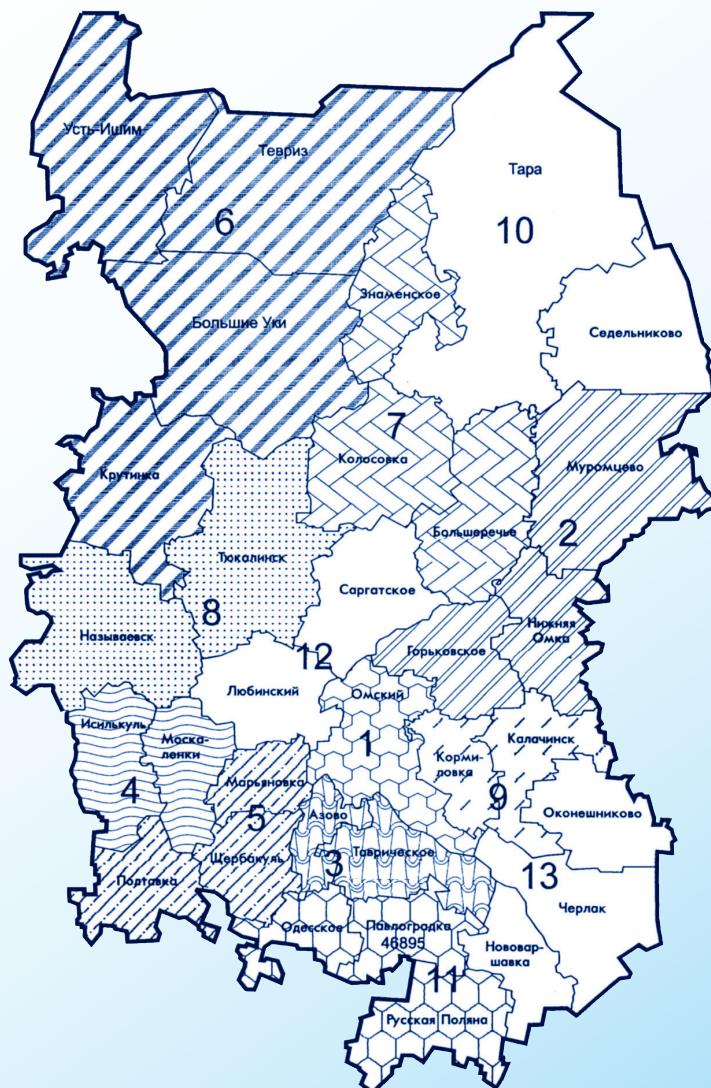 Усть-Ишим
Тевриз
6
Тара
10
Знаменское
Большие Уки
Седельниково
7
Колосовка
Крутинка
Муромцево
2
Большеречье
Тюкалинск
Саргатское
8
Называевск
Нижняя
Омка
Горьковское
12
Любинский
Омский
Исилькуль
Моска-
ленки
Калачинск
1
Корми-
ловка
Марьяновка
4
9
Оконешниково
5
Азово
Щербакуль
3
Таврическое
Полтавка
13
Черлак
Одесское
Павлоградка
46895
Нововар-
шавка
11
Русская Поляна